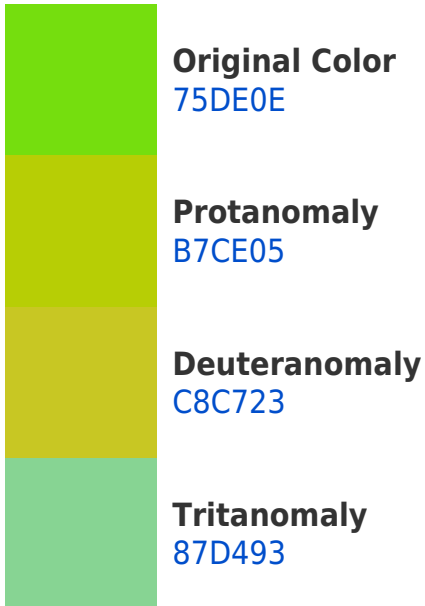 Original Color
75DE0E
Protanomaly
B7CE05
Deuteranomaly
C8C723
Tritanomaly
87D493